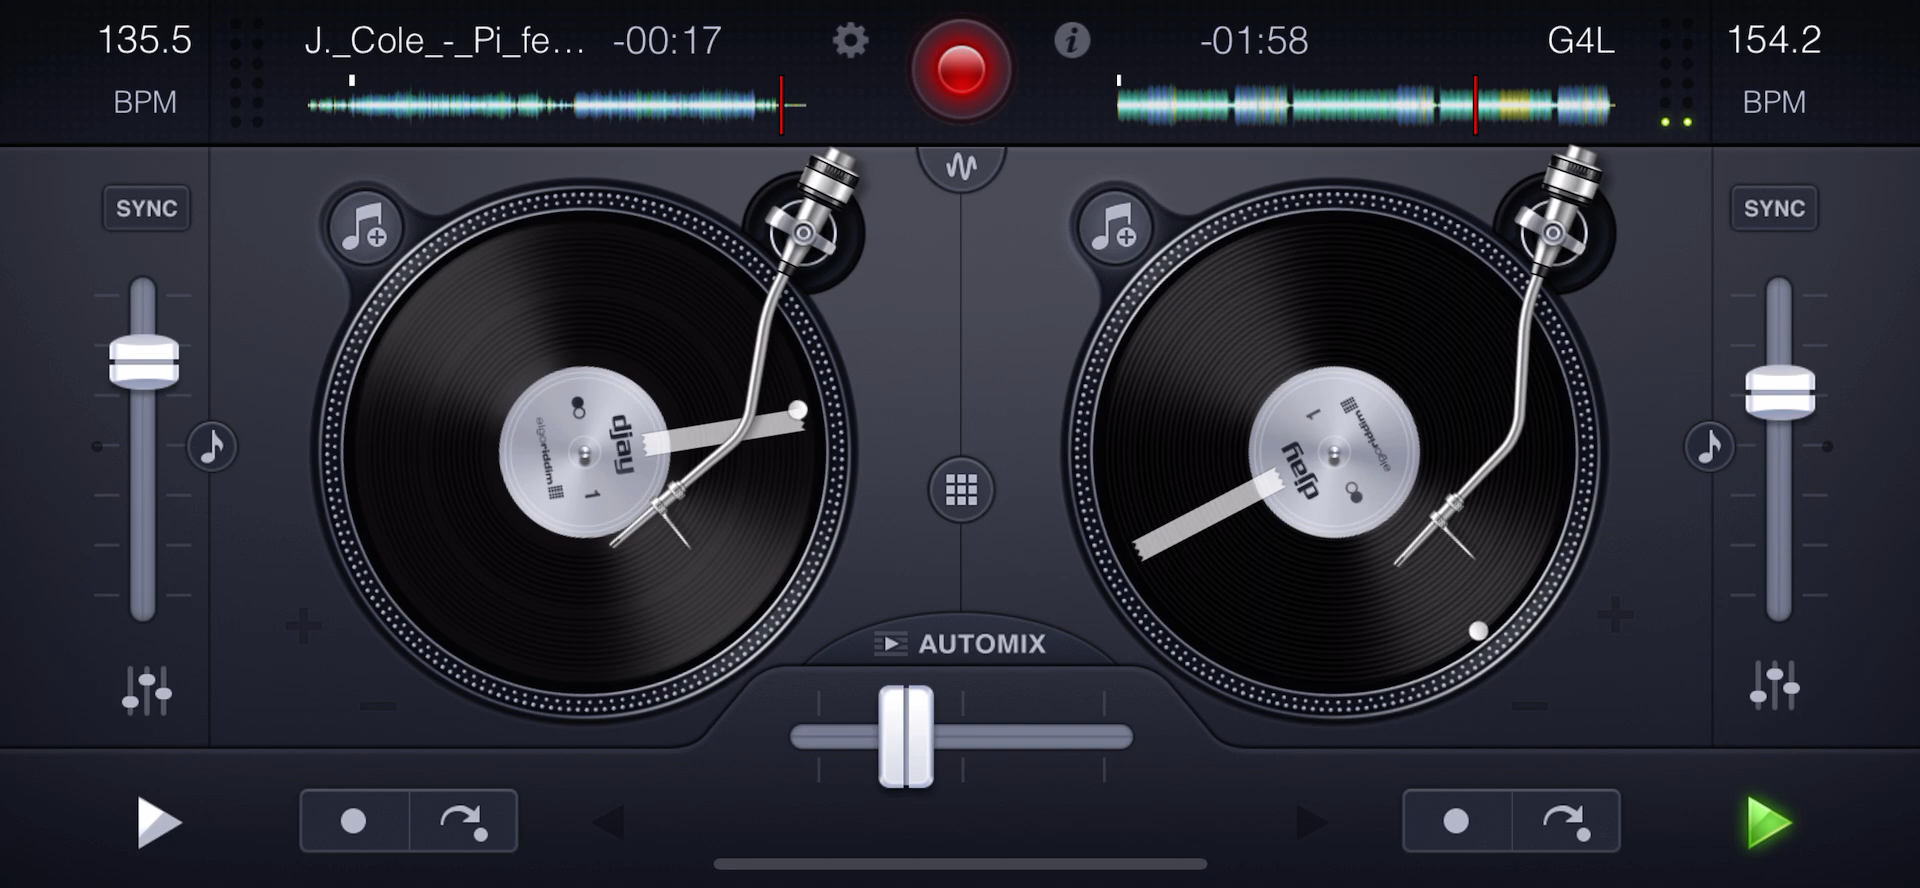 135.5
BPM
J._Cole_-_Pi_fe...
-00:17
-01:58
G4L
154.2
BPM
SYNC
SYNC
djay
algoriddim
1
djay
algoriddim
1
AUTOMIX